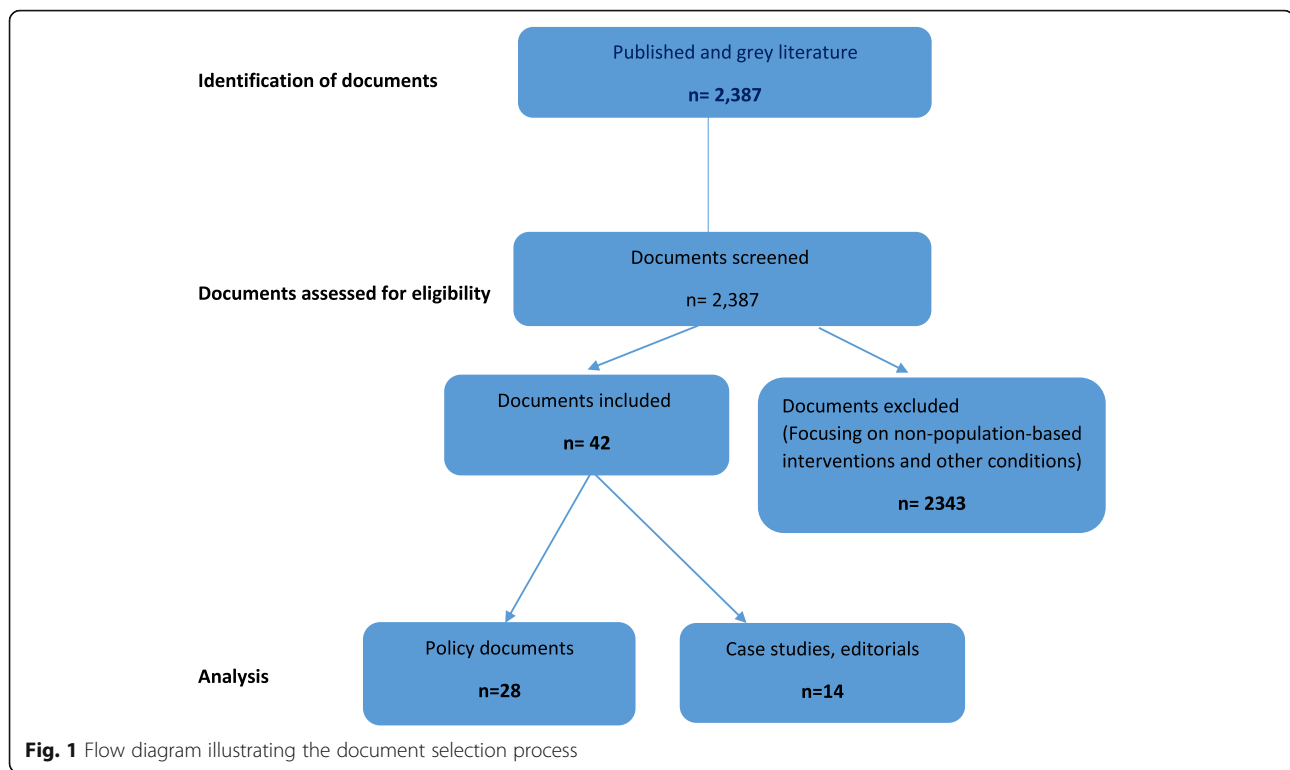 Published and grey literature
Identification of documents
n= 2,387
Documents screened
Documents assessed for eligibility
n= 2,387
Documents included
n= 42
Documents excluded
(Focusing on non-population-based
interventions and other conditions)
n= 2343
Policy documents
n=28
Case studies, editorials
n=14
Analysis
Fig. 1 Flow diagram illustrating the document selection process